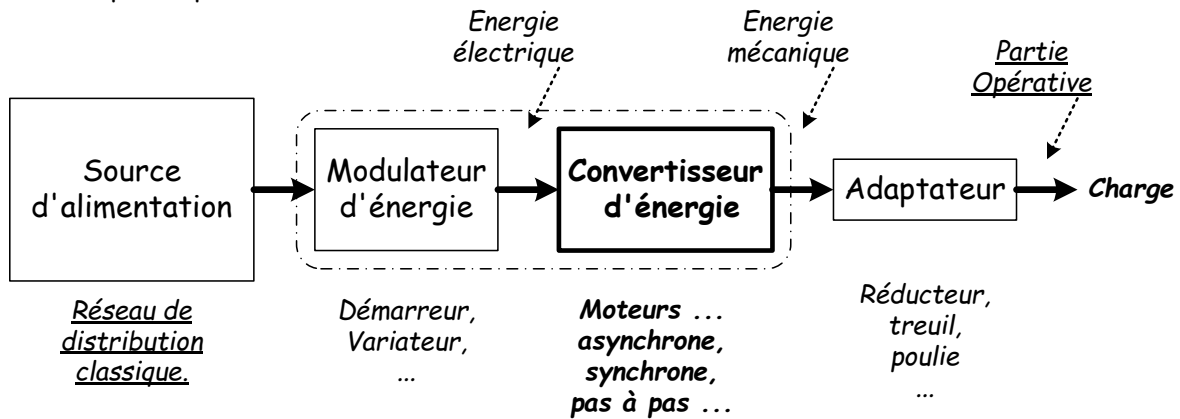 Energie
électrique
Energie
mécanique
Partie
Opérative
Source
d'alimentation
Modulateur
d'énergie
Convertisseur
d'énergie
Adaptateur
Charge
Réseau de
distribution
classique.
Démarreur,
Variateur,
...
Moteurs ...
asynchrone,
synchrone,
pas à pas ...
Réducteur,
treuil,
poulie
...